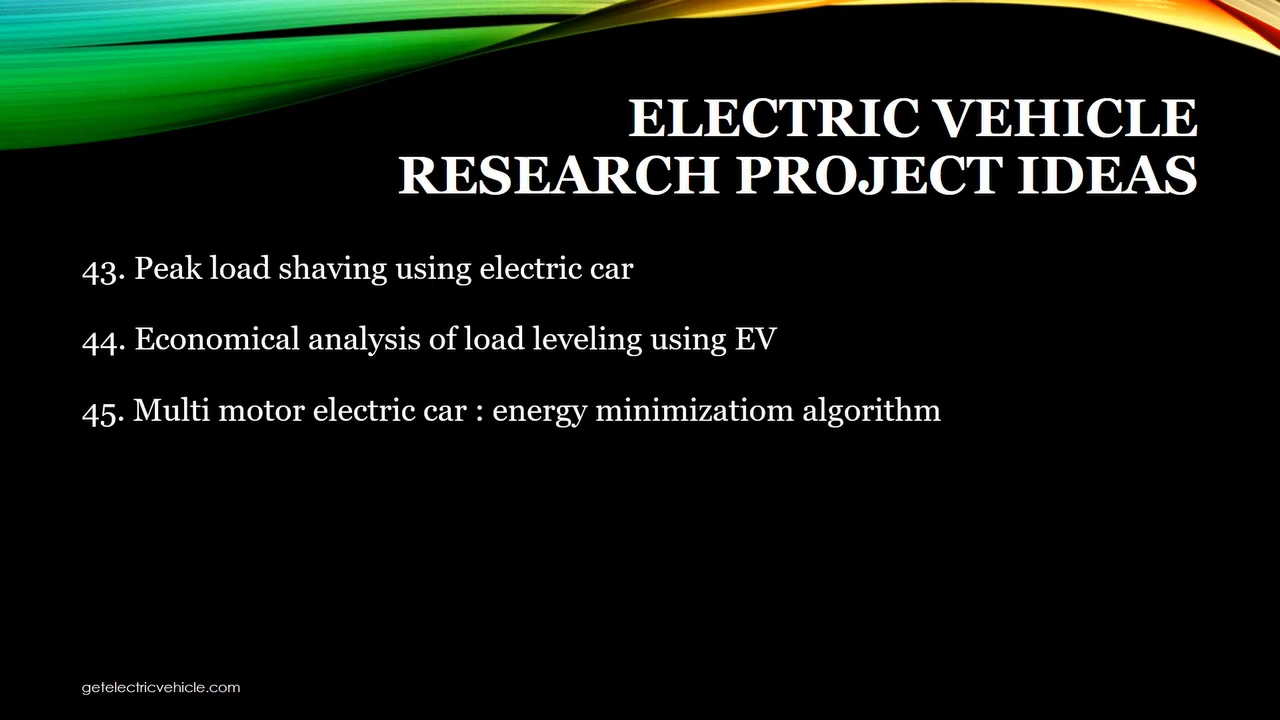 ELECTRIC VEHICLE
RESEARCH PROJECT IDEAS
43. Peak load shaving using electric car
44. Economical analysis of load leveling using EV
45. Multi motor electric car : energy minimizatiom algorithm
getelectricvehicle.com